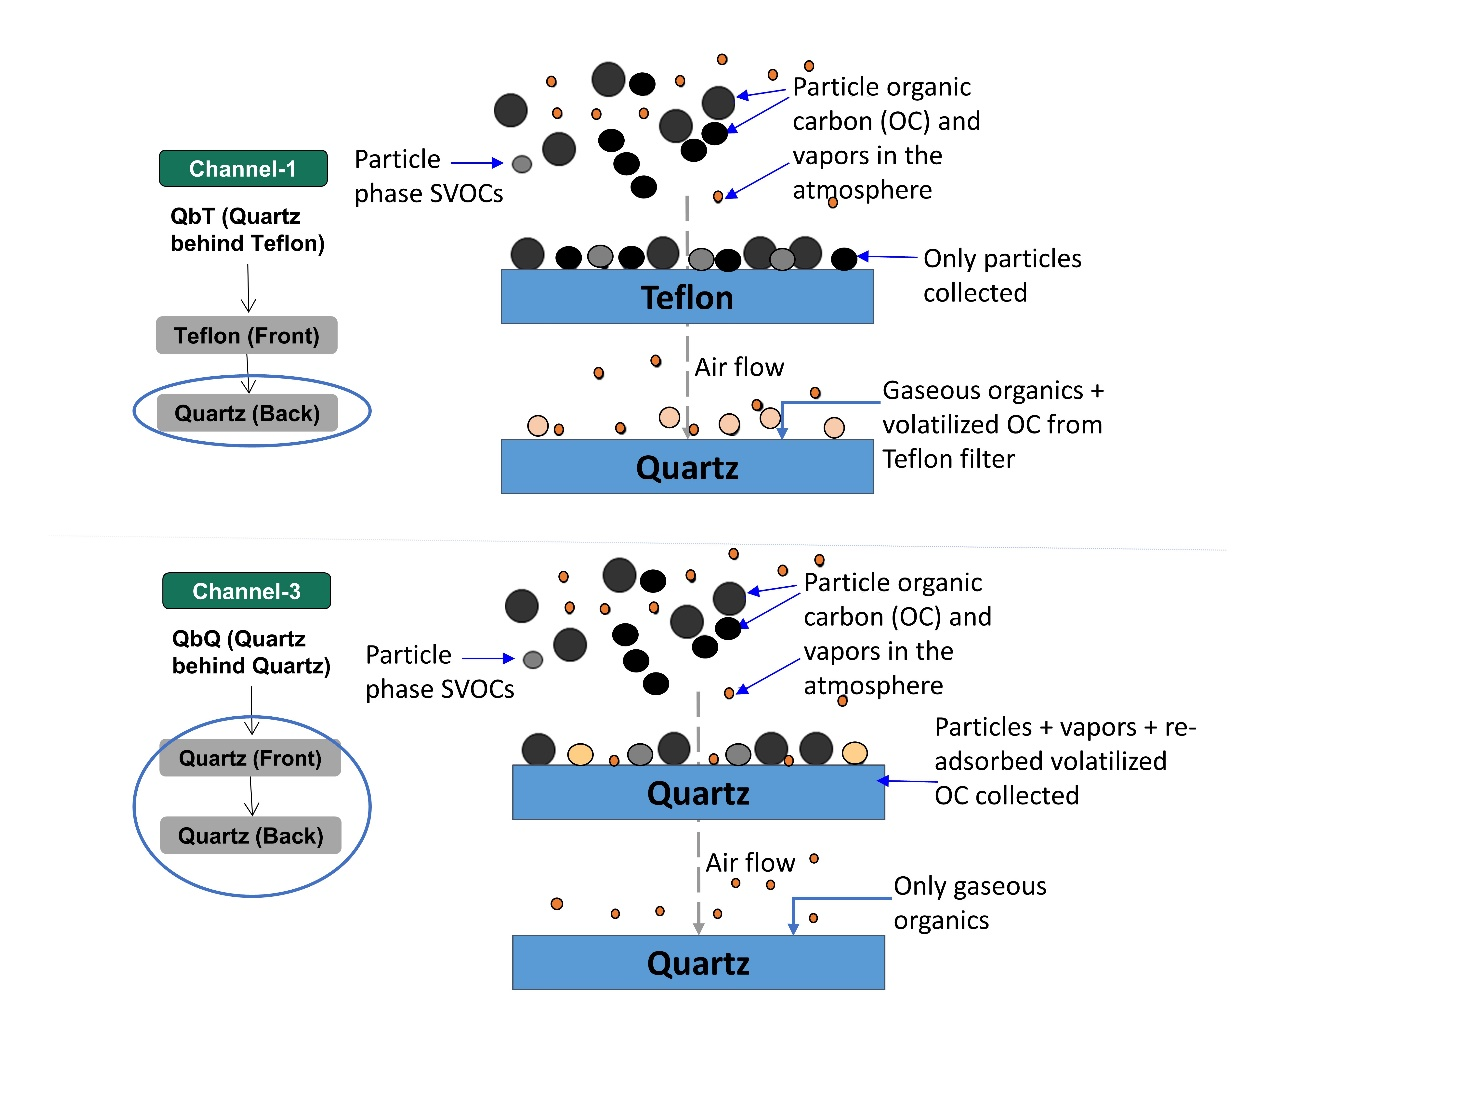 Channel-1
QbT (Quartz
behind Teflon)
Teflon (Front)
Quartz (Back)
Particle
phase SVOCs
Particle organic
carbon (OC) and
vapors in the
atmosphere
Only particles
collected
Teflon
Air flow
Gaseous organics +
volatilized OC from
Teflon filter
Quartz
Channel-3
QbQ (Quartz
behind Quartz)
Quartz (Front)
Quartz (Back)
Particle
phase SVOCs
Particle organic
carbon (OC) and
vapors in the
atmosphere
Particles + vapors + re-
adsorbed volatilized
OC collected
Quartz
Air flow
Only gaseous
organics
Quartz